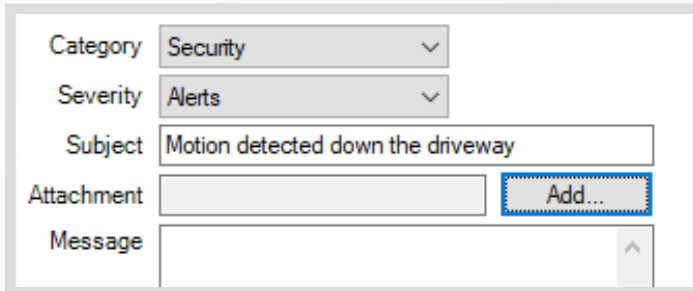 Category Security
Severity Alerts
Subject Motion detected down the driveway
Attachment Add...
Message